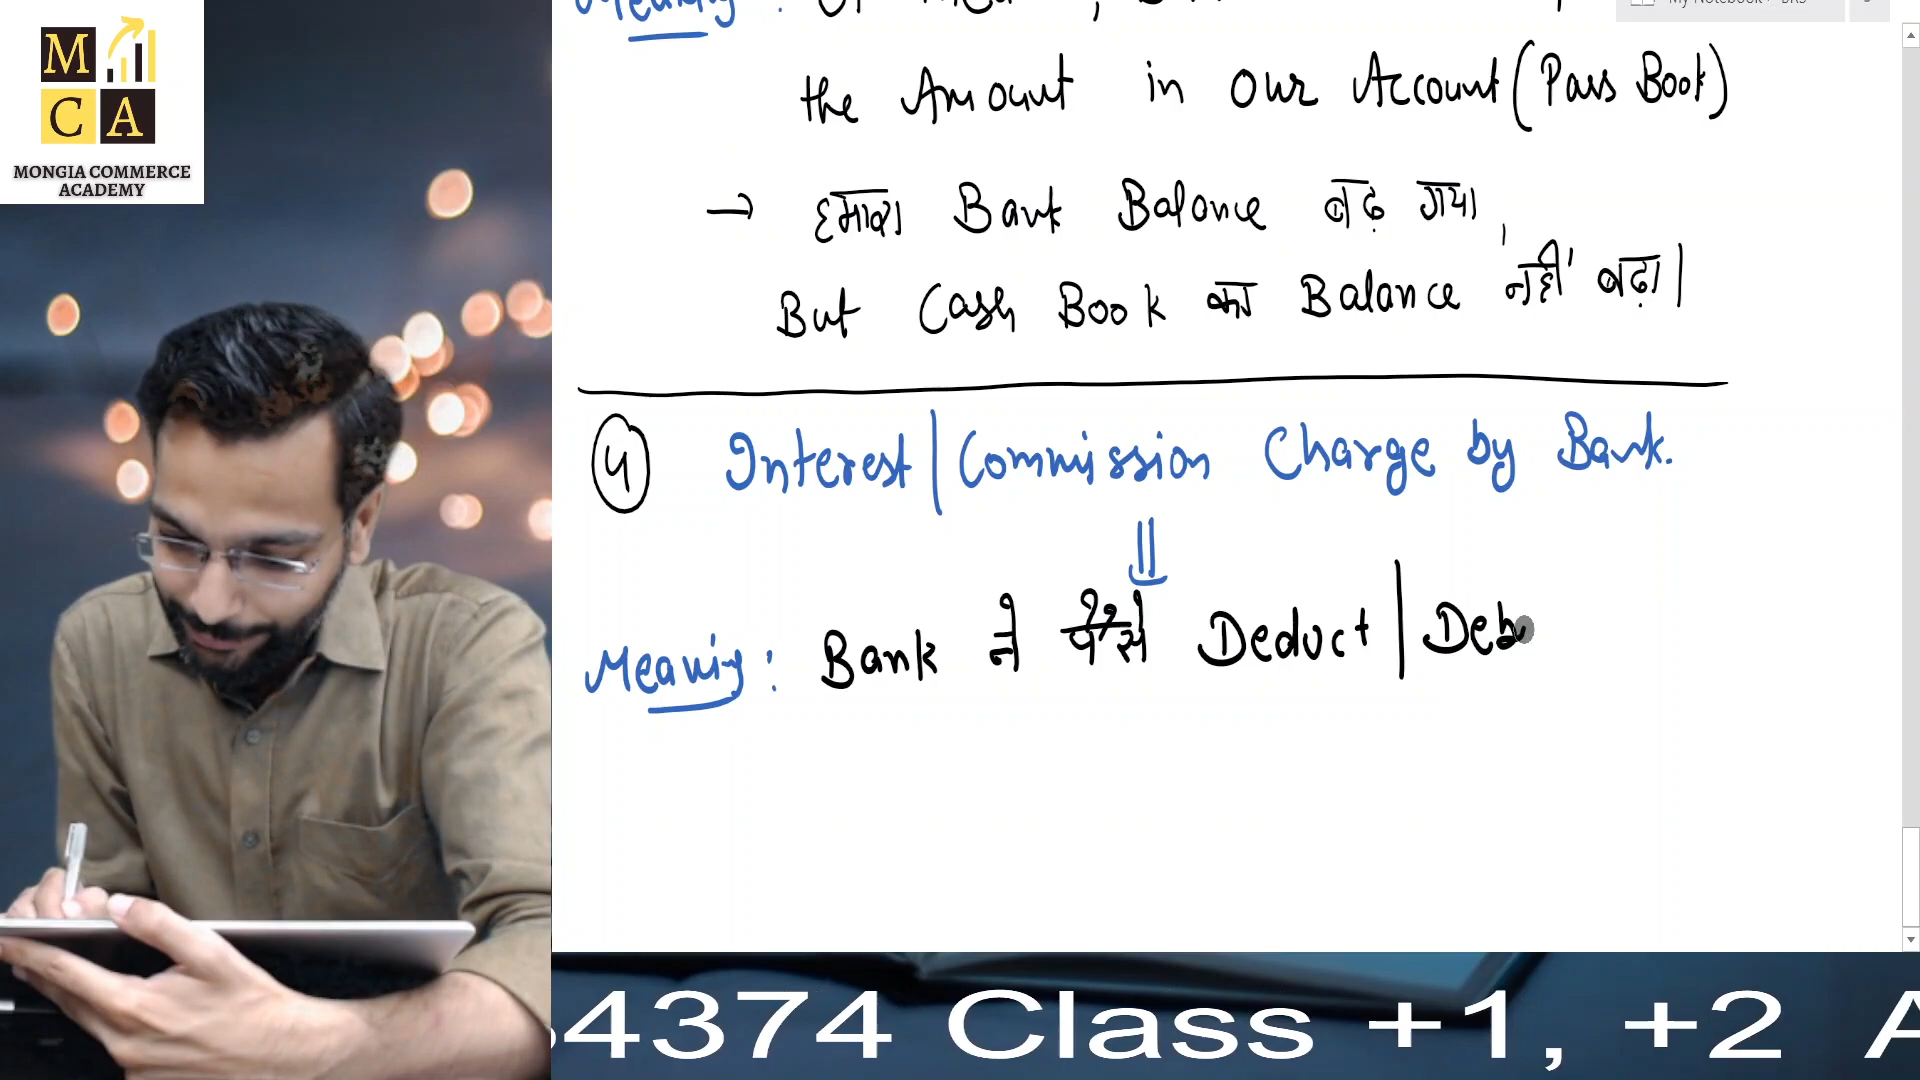 M
C A
MONGIA COMMERCE
ACADEMY
Meaning :
the Amount in Our Account (Pass Book)
→ हमारा Bank Balance बढ़ गया,
But Cash Book का Balance नहीं बढ़ा।
4 Interest | Commission Charge by Bank.
Meaning : Bank ने पैसे Deduct | Deb
4374 Class +1, +2 A